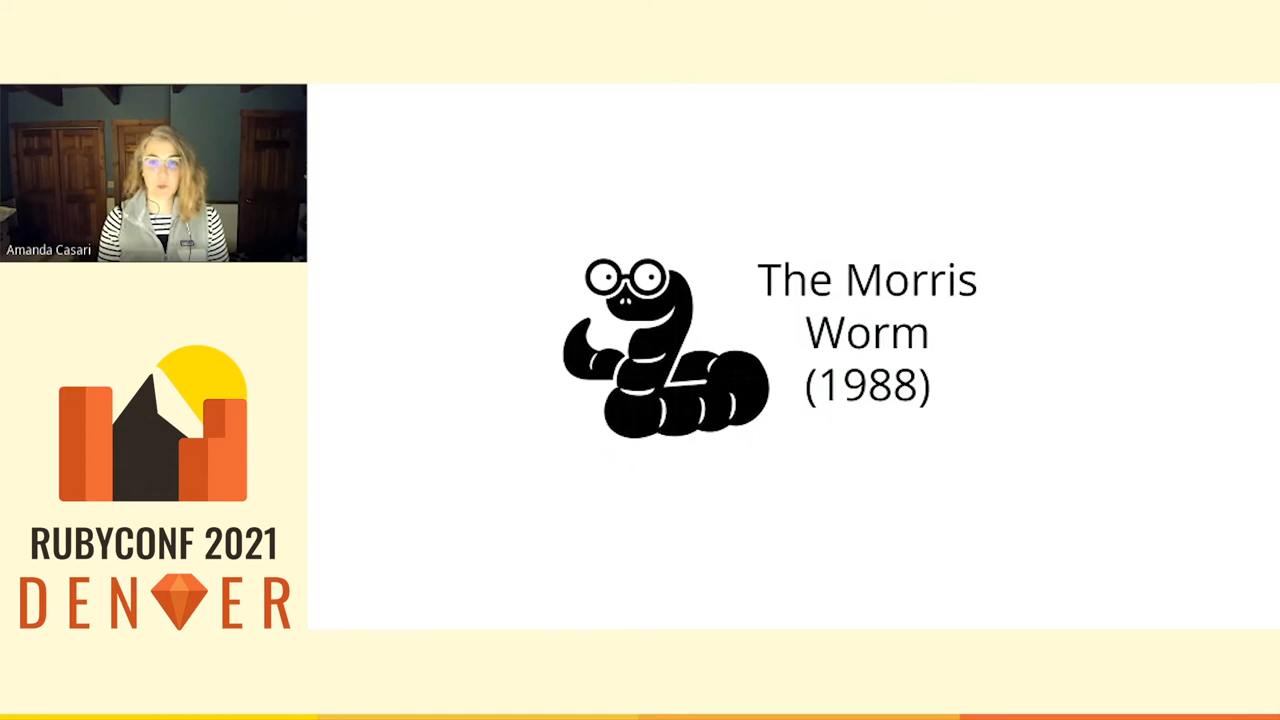 Amanda Casari
The Morris
Worm
(1988)
RUBYCONF 2021
DENVER